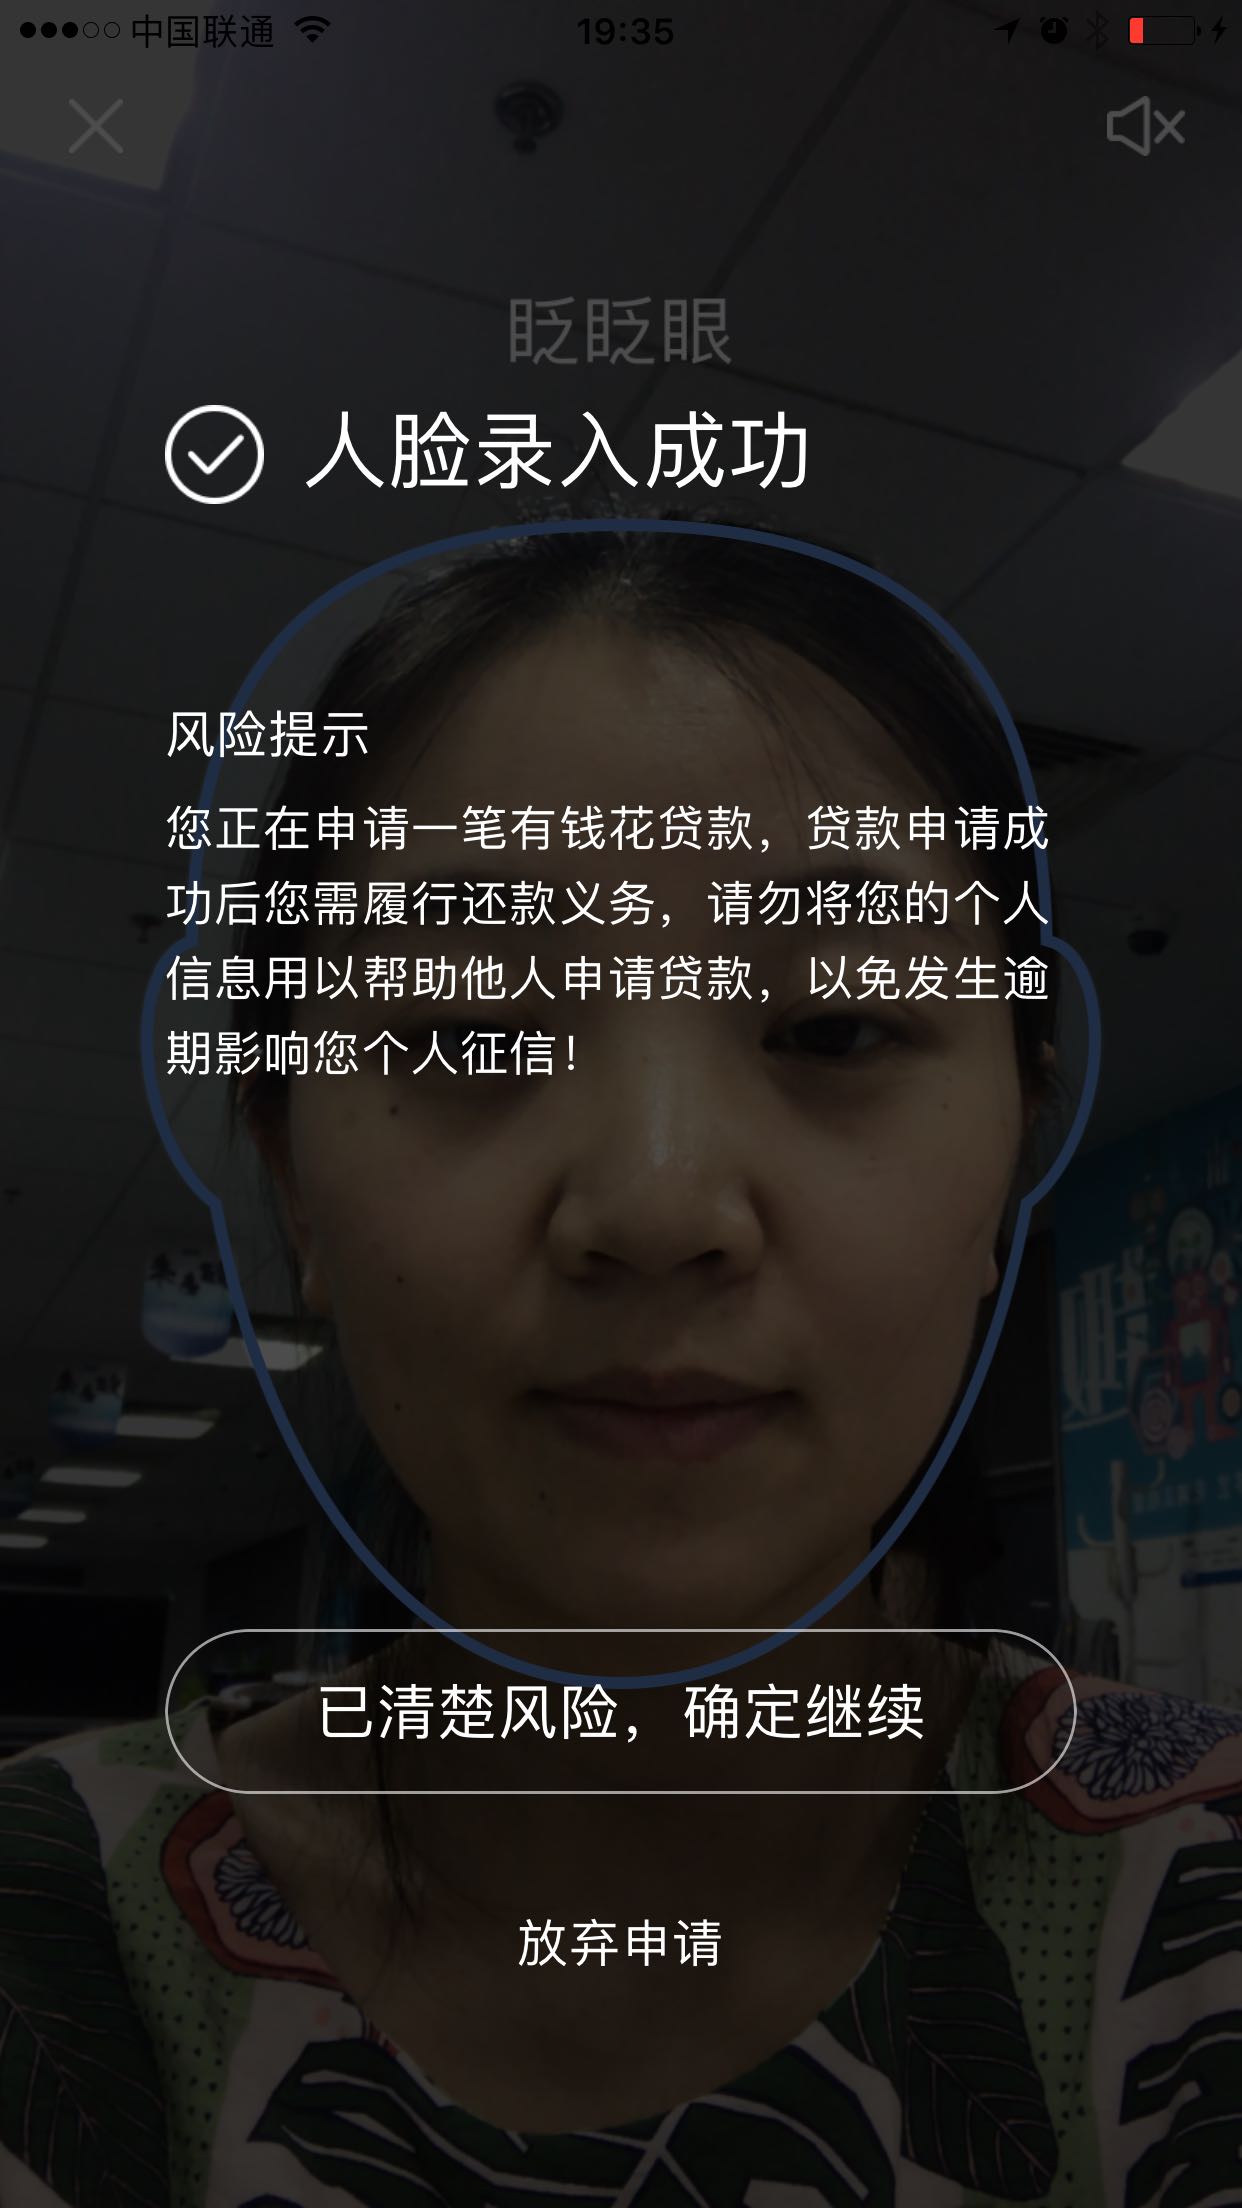 中国联通
19:35
眨眨眼
人脸录入成功
风险提示
您正在申请一笔有钱花贷款，贷款申请成
功后您需履行还款义务，请勿将您的个人
信息用以帮助他人申请贷款，以免发生逾
期影响您个人征信！
已清楚风险，确定继续
放弃申请